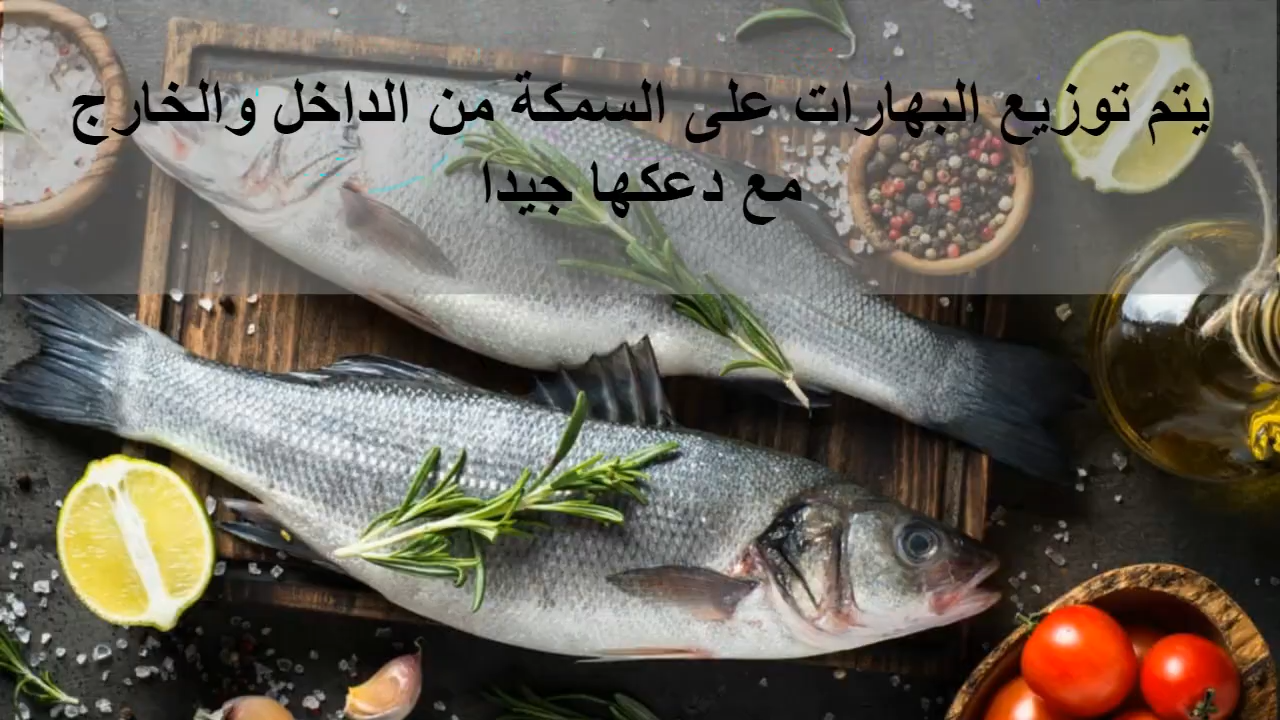 يتم توزيع البهارات على السمكة من الداخل والخارج
مع دعكها جيدا